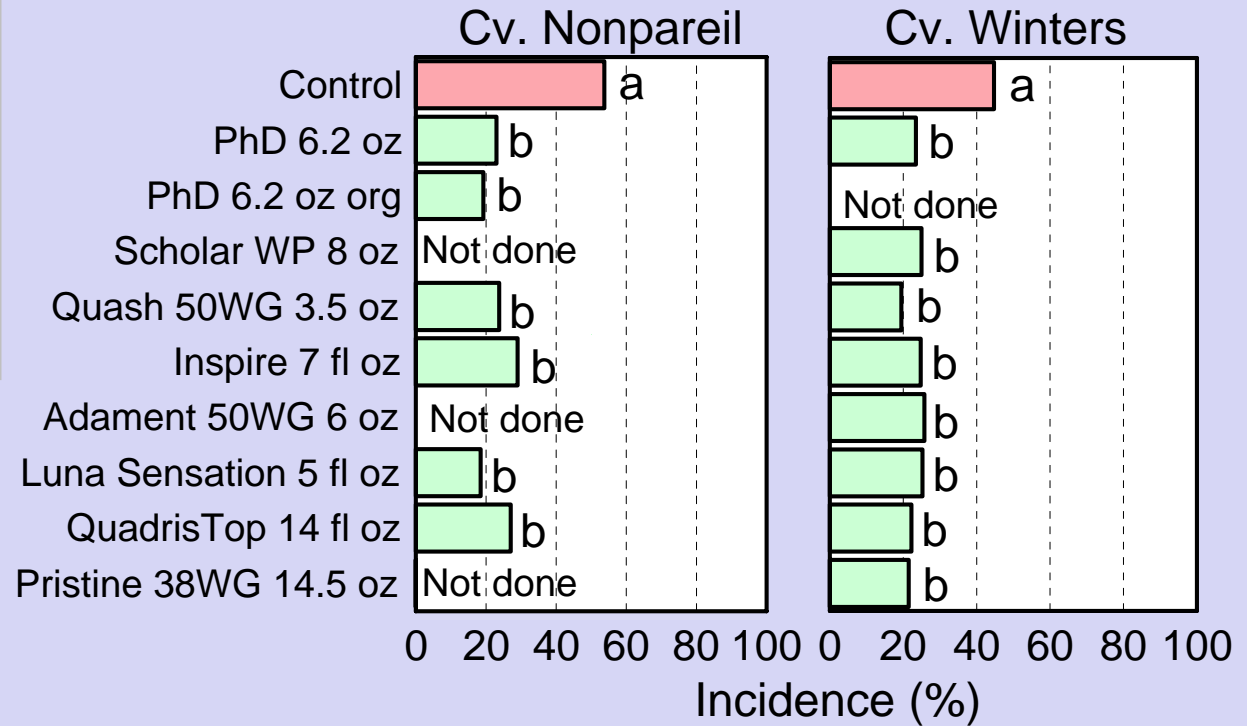 Cv. Nonpareil Cv. Winters
Control a a
PhD 6.2 oz b b
PhD 6.2 oz org b Not done
Scholar WP 8 oz Not done b
Quash 50WG 3.5 oz b b
Inspire 7 fl oz b b
Adament 50WG 6 oz Not done b
Luna Sensation 5 fl oz b b
QuadrisTop 14 fl oz b b
Pristine 38WG 14.5 oz Not done b
0 20 40 60 80 100 0 20 40 60 80 100
Incidence (%)